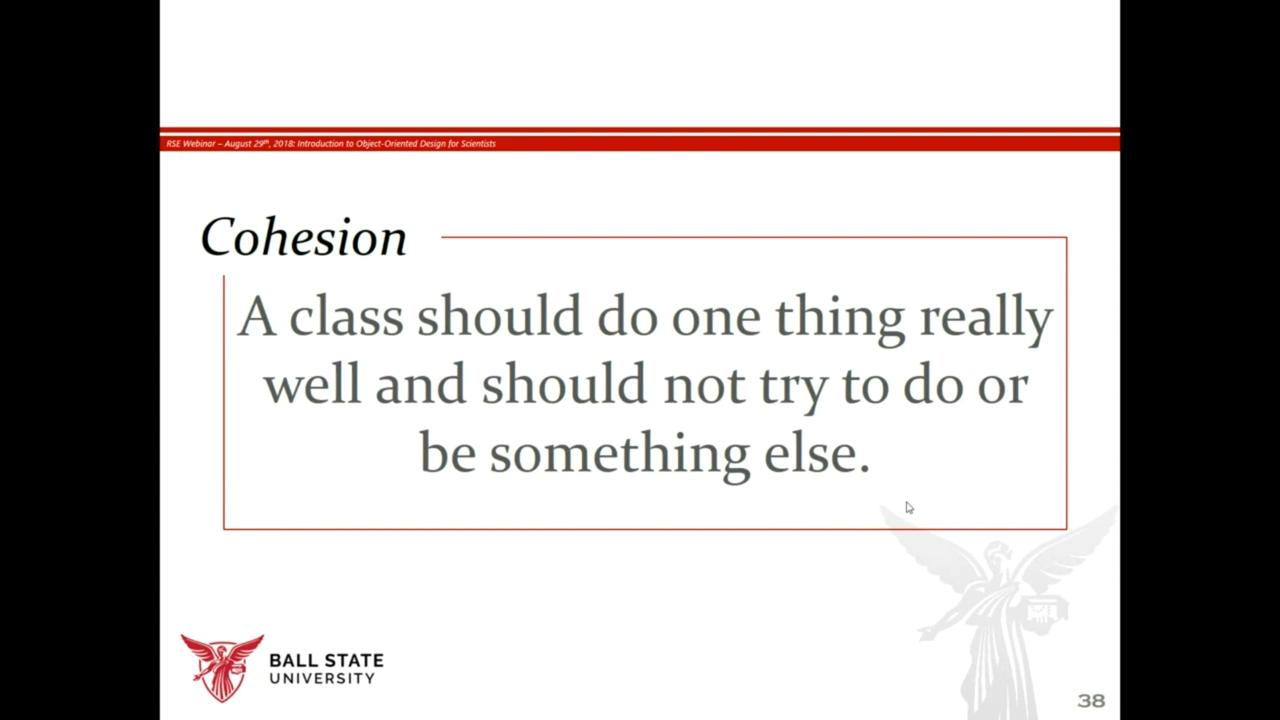 RSE Webinar – August 29th, 2018: Introduction to Object-Oriented Design for Scientists
Cohesion
A class should do one thing really
well and should not try to do or
be something else.
BALL STATE
UNIVERSITY
38